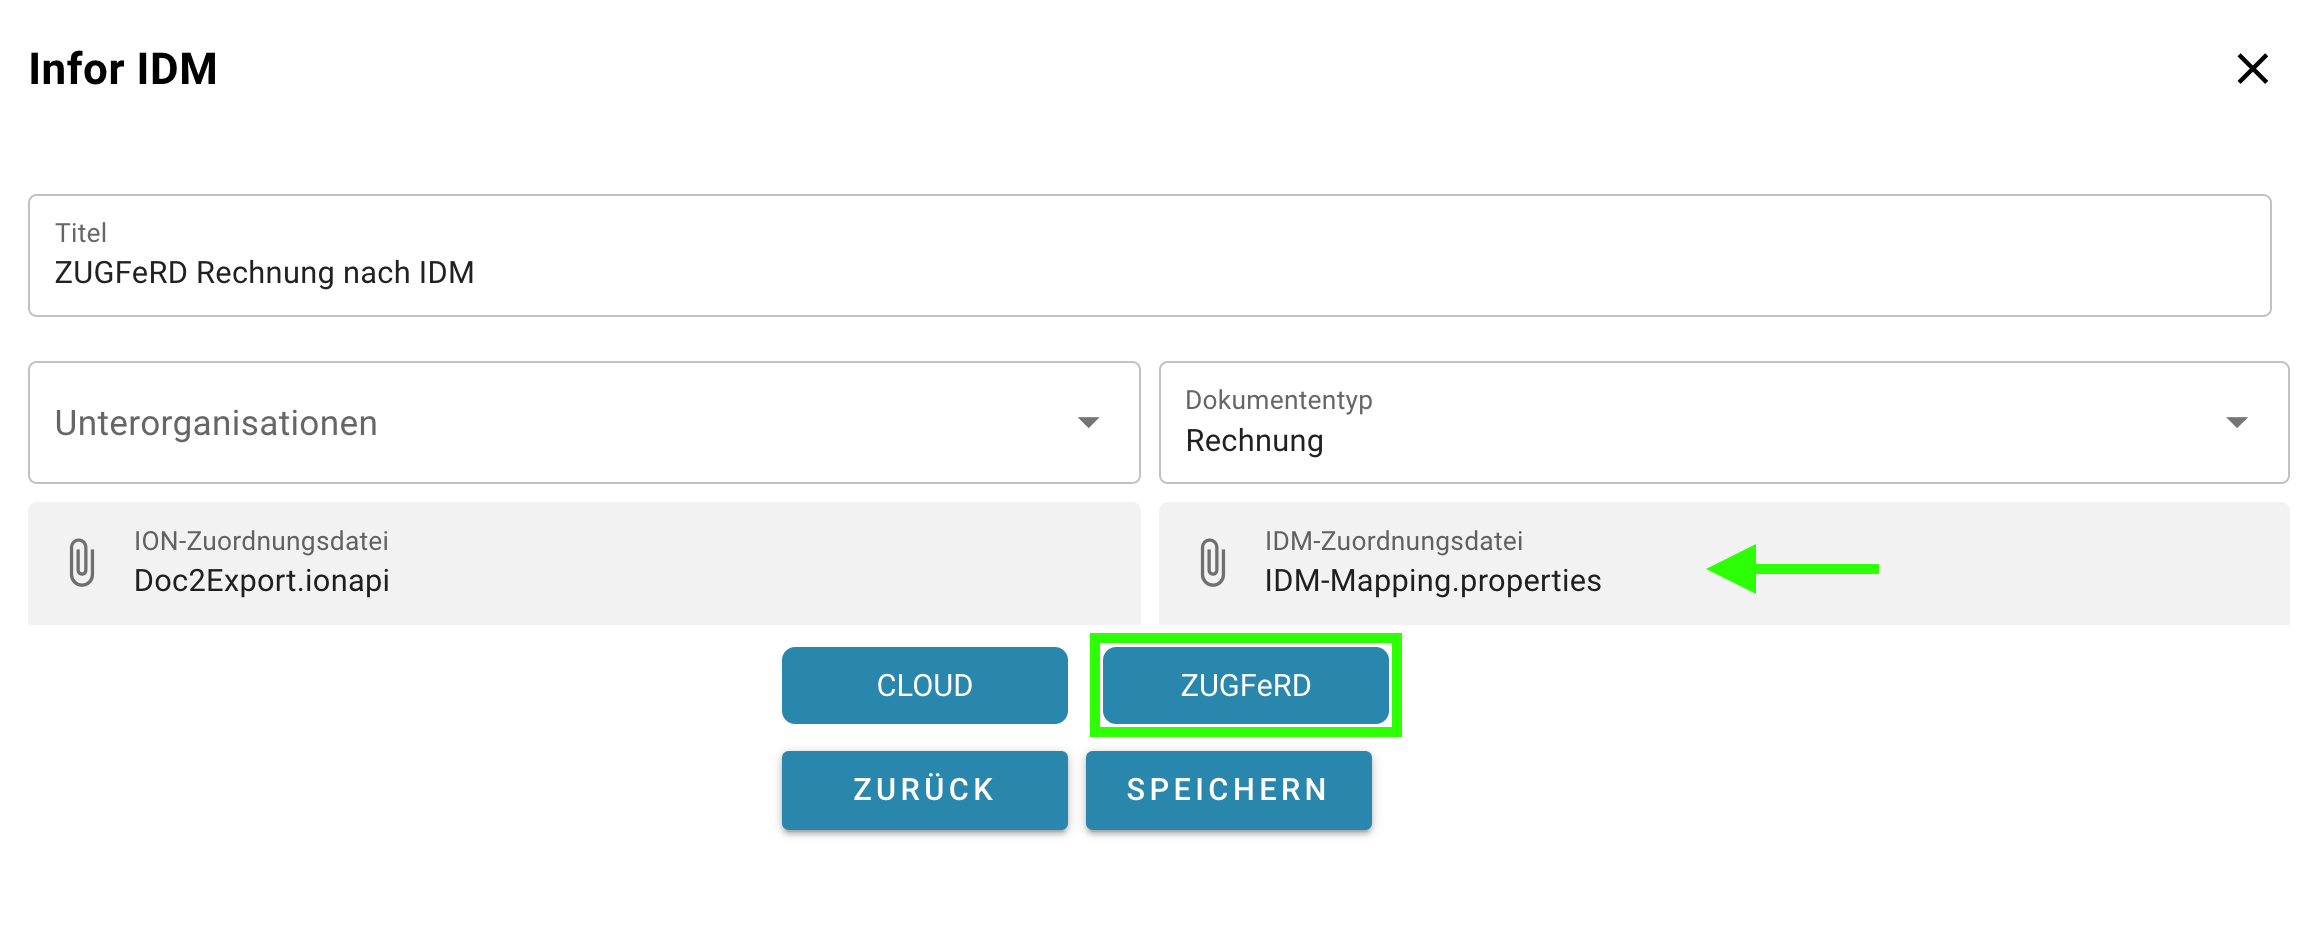 Infor IDM
Titel
ZUGFeRD Rechnung nach IDM
Unterorganisationen
Dokumententyp
Rechnung
ION-Zuordnungsdatei
Doc2Export.ionapi
IDM-Zuordnungsdatei
IDM-Mapping.properties
CLOUD
ZUGFeRD
ZURÜCK
SPEICHERN